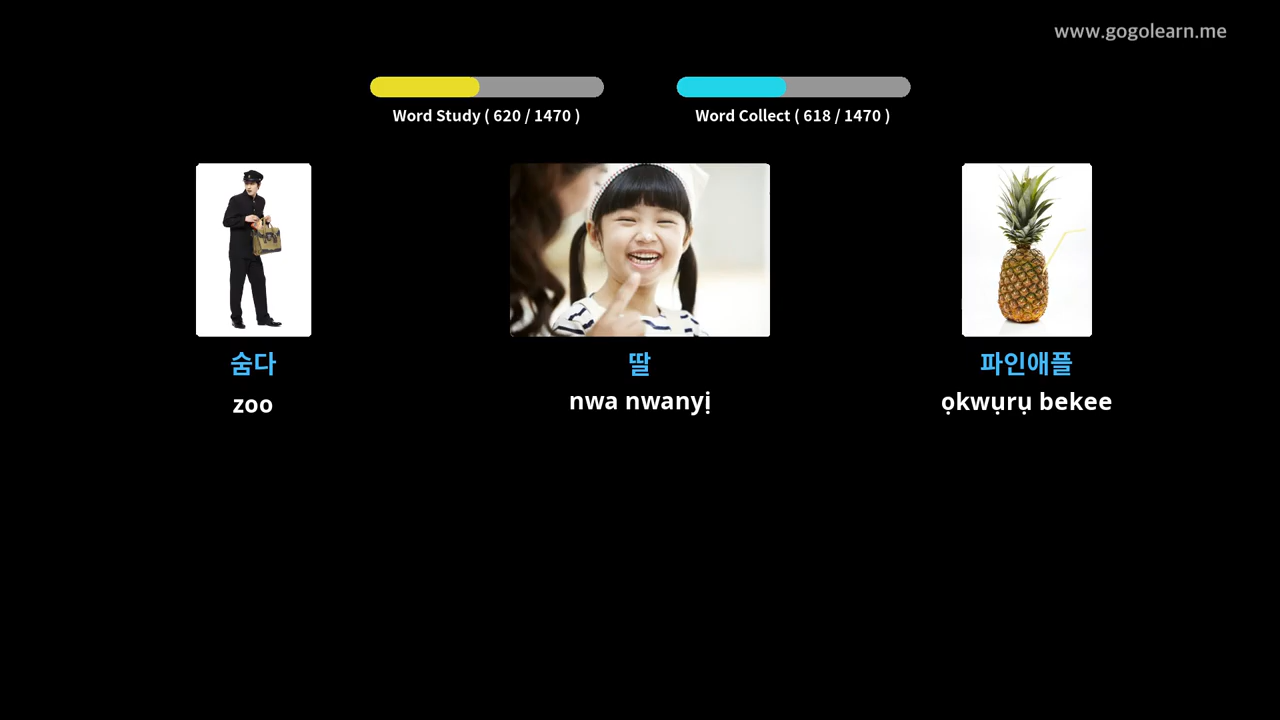 www.gogolearn.me
Word Study ( 620 / 1470 )
Word Collect ( 618 / 1470 )
숨다
딸
파인애플
zoo
nwa nwanyị
ọkwụrụ bekee